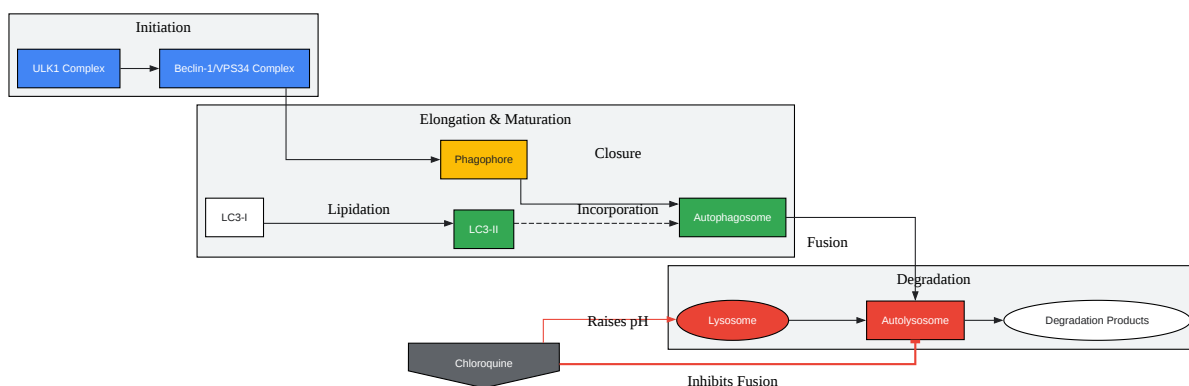 Initiation
ULK1 Complex
Beclin-1/VPS34 Complex
Elongation & Maturation
Closure
Phagophore
LC3-I
Lipidation
LC3-II
Incorporation
Autophagosome
Fusion
Degradation
Raises pH
Lysosome
Autolysosome
Degradation Products
Chloroquine
Inhibits Fusion